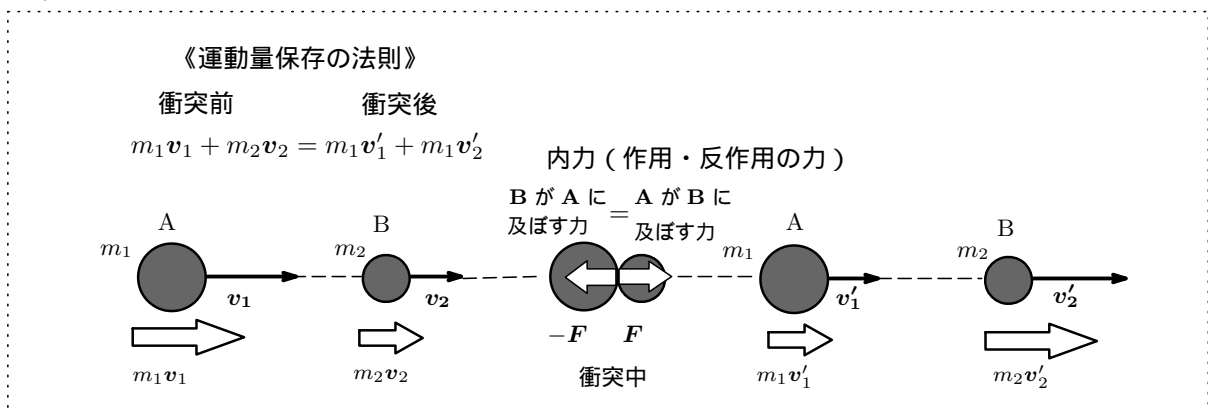 《運動量保存の法則》
衝突前 衝突後
m₁v₁ + m₂v₂ = m₁v′₁ + m₁v′₂
内力(作用・反作用の力)
B が A に = A が B に
及ぼす力 及ぼす力
A B A B
m₁ m₂ m₁ m₂
v₁ v₂ v′₁ v′₂
−F F
m₁v₁ m₂v₂ 衝突中 m₁v′₁ m₂v′₂